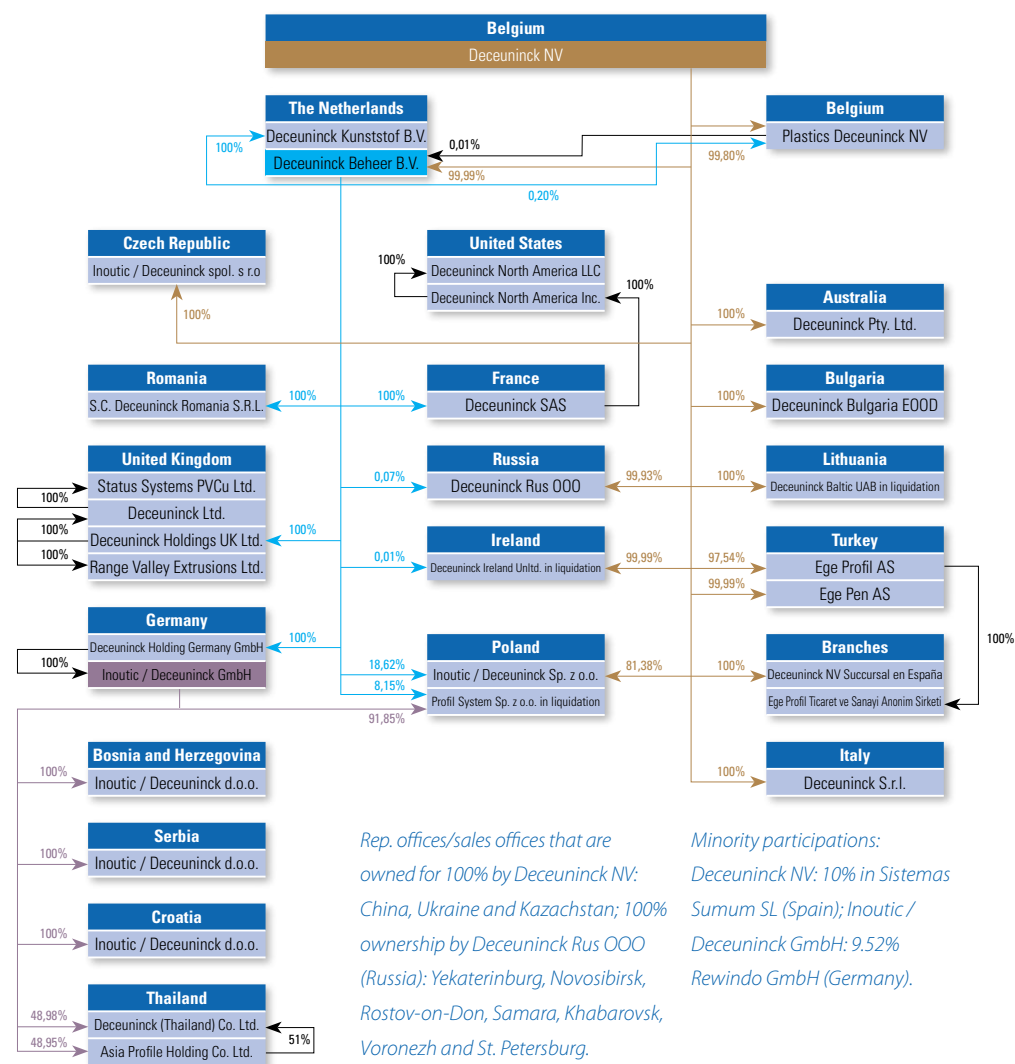 Belgium
Deceuninck NV
The Netherlands
Deceuninck Kunststof B.V.
Deceuninck Beheer B.V.
100%
0,01%
99,99%
0,20%
Belgium
Plastics Deceuninck NV
99,80%
Czech Republic
Inoutic / Deceuninck spol. s r.o
100%
United States
Deceuninck North America LLC
Deceuninck North America Inc.
100%
100%
Australia
Deceuninck Pty. Ltd.
100%
Romania
S.C. Deceuninck Romania S.R.L.
100%
France
Deceuninck SAS
100%
Bulgaria
Deceuninck Bulgaria EOOD
100%
United Kingdom
Status Systems PVCu Ltd.
Deceuninck Ltd.
Deceuninck Holdings UK Ltd.
Range Valley Extrusions Ltd.
100%
100%
100%
100%
Russia
Deceuninck Rus OOO
0,07%
99,93%
Lithuania
Deceuninck Baltic UAB in liquidation
100%
Ireland
Deceuninck Ireland Unltd. in liquidation
0,01%
99,99%
Turkey
Ege Profil AS
Ege Pen AS
97,54%
99,99%
100%
Germany
Deceuninck Holding Germany GmbH
Inoutic / Deceuninck GmbH
100%
100%
Poland
Inoutic / Deceuninck Sp. z o.o.
Profil System Sp. z o.o. in liquidation
18,62%
8,15%
91,85%
81,38%
Branches
Deceuninck NV Succursal en España
Ege Profil Ticaret ve Sanayi Anonim Sirketi
100%
Bosnia and Herzegovina
Inoutic / Deceuninck d.o.o.
100%
Italy
Deceuninck S.r.l.
100%
Serbia
Inoutic / Deceuninck d.o.o.
100%
Croatia
Inoutic / Deceuninck d.o.o.
100%
Thailand
Deceuninck (Thailand) Co. Ltd.
Asia Profile Holding Co. Ltd.
48,98%
48,95%
51%
Rep. offices/sales offices that are
owned for 100% by Deceuninck NV:
China, Ukraine and Kazachstan; 100%
ownership by Deceuninck Rus OOO
(Russia): Yekaterinburg, Novosibirsk,
Rostov-on-Don, Samara, Khabarovsk,
Voronezh and St. Petersburg.
Minority participations:
Deceuninck NV: 10% in Sistemas
Sumum SL (Spain); Inoutic /
Deceuninck GmbH: 9.52%
Rewindo GmbH (Germany).